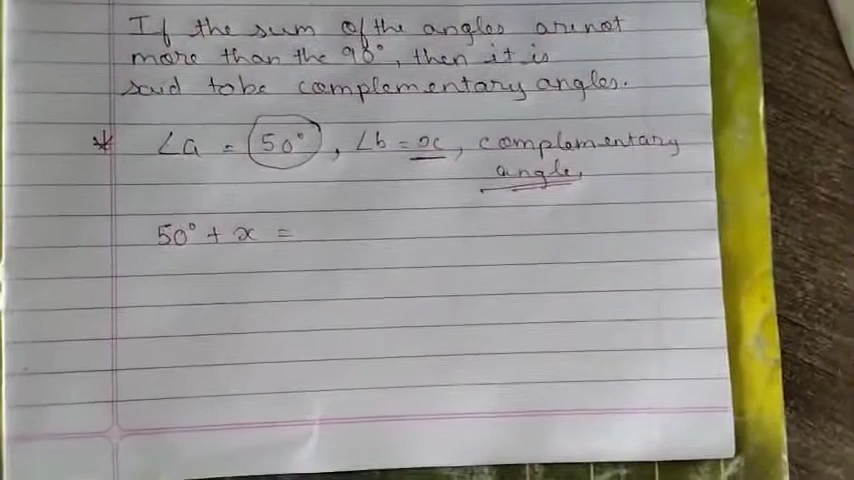 If the sum of the angles are not
more than the 90°, then it is
said to be complementary angles.
* ∠a = 50°, ∠b = x, complementary
angle.
50° + x =